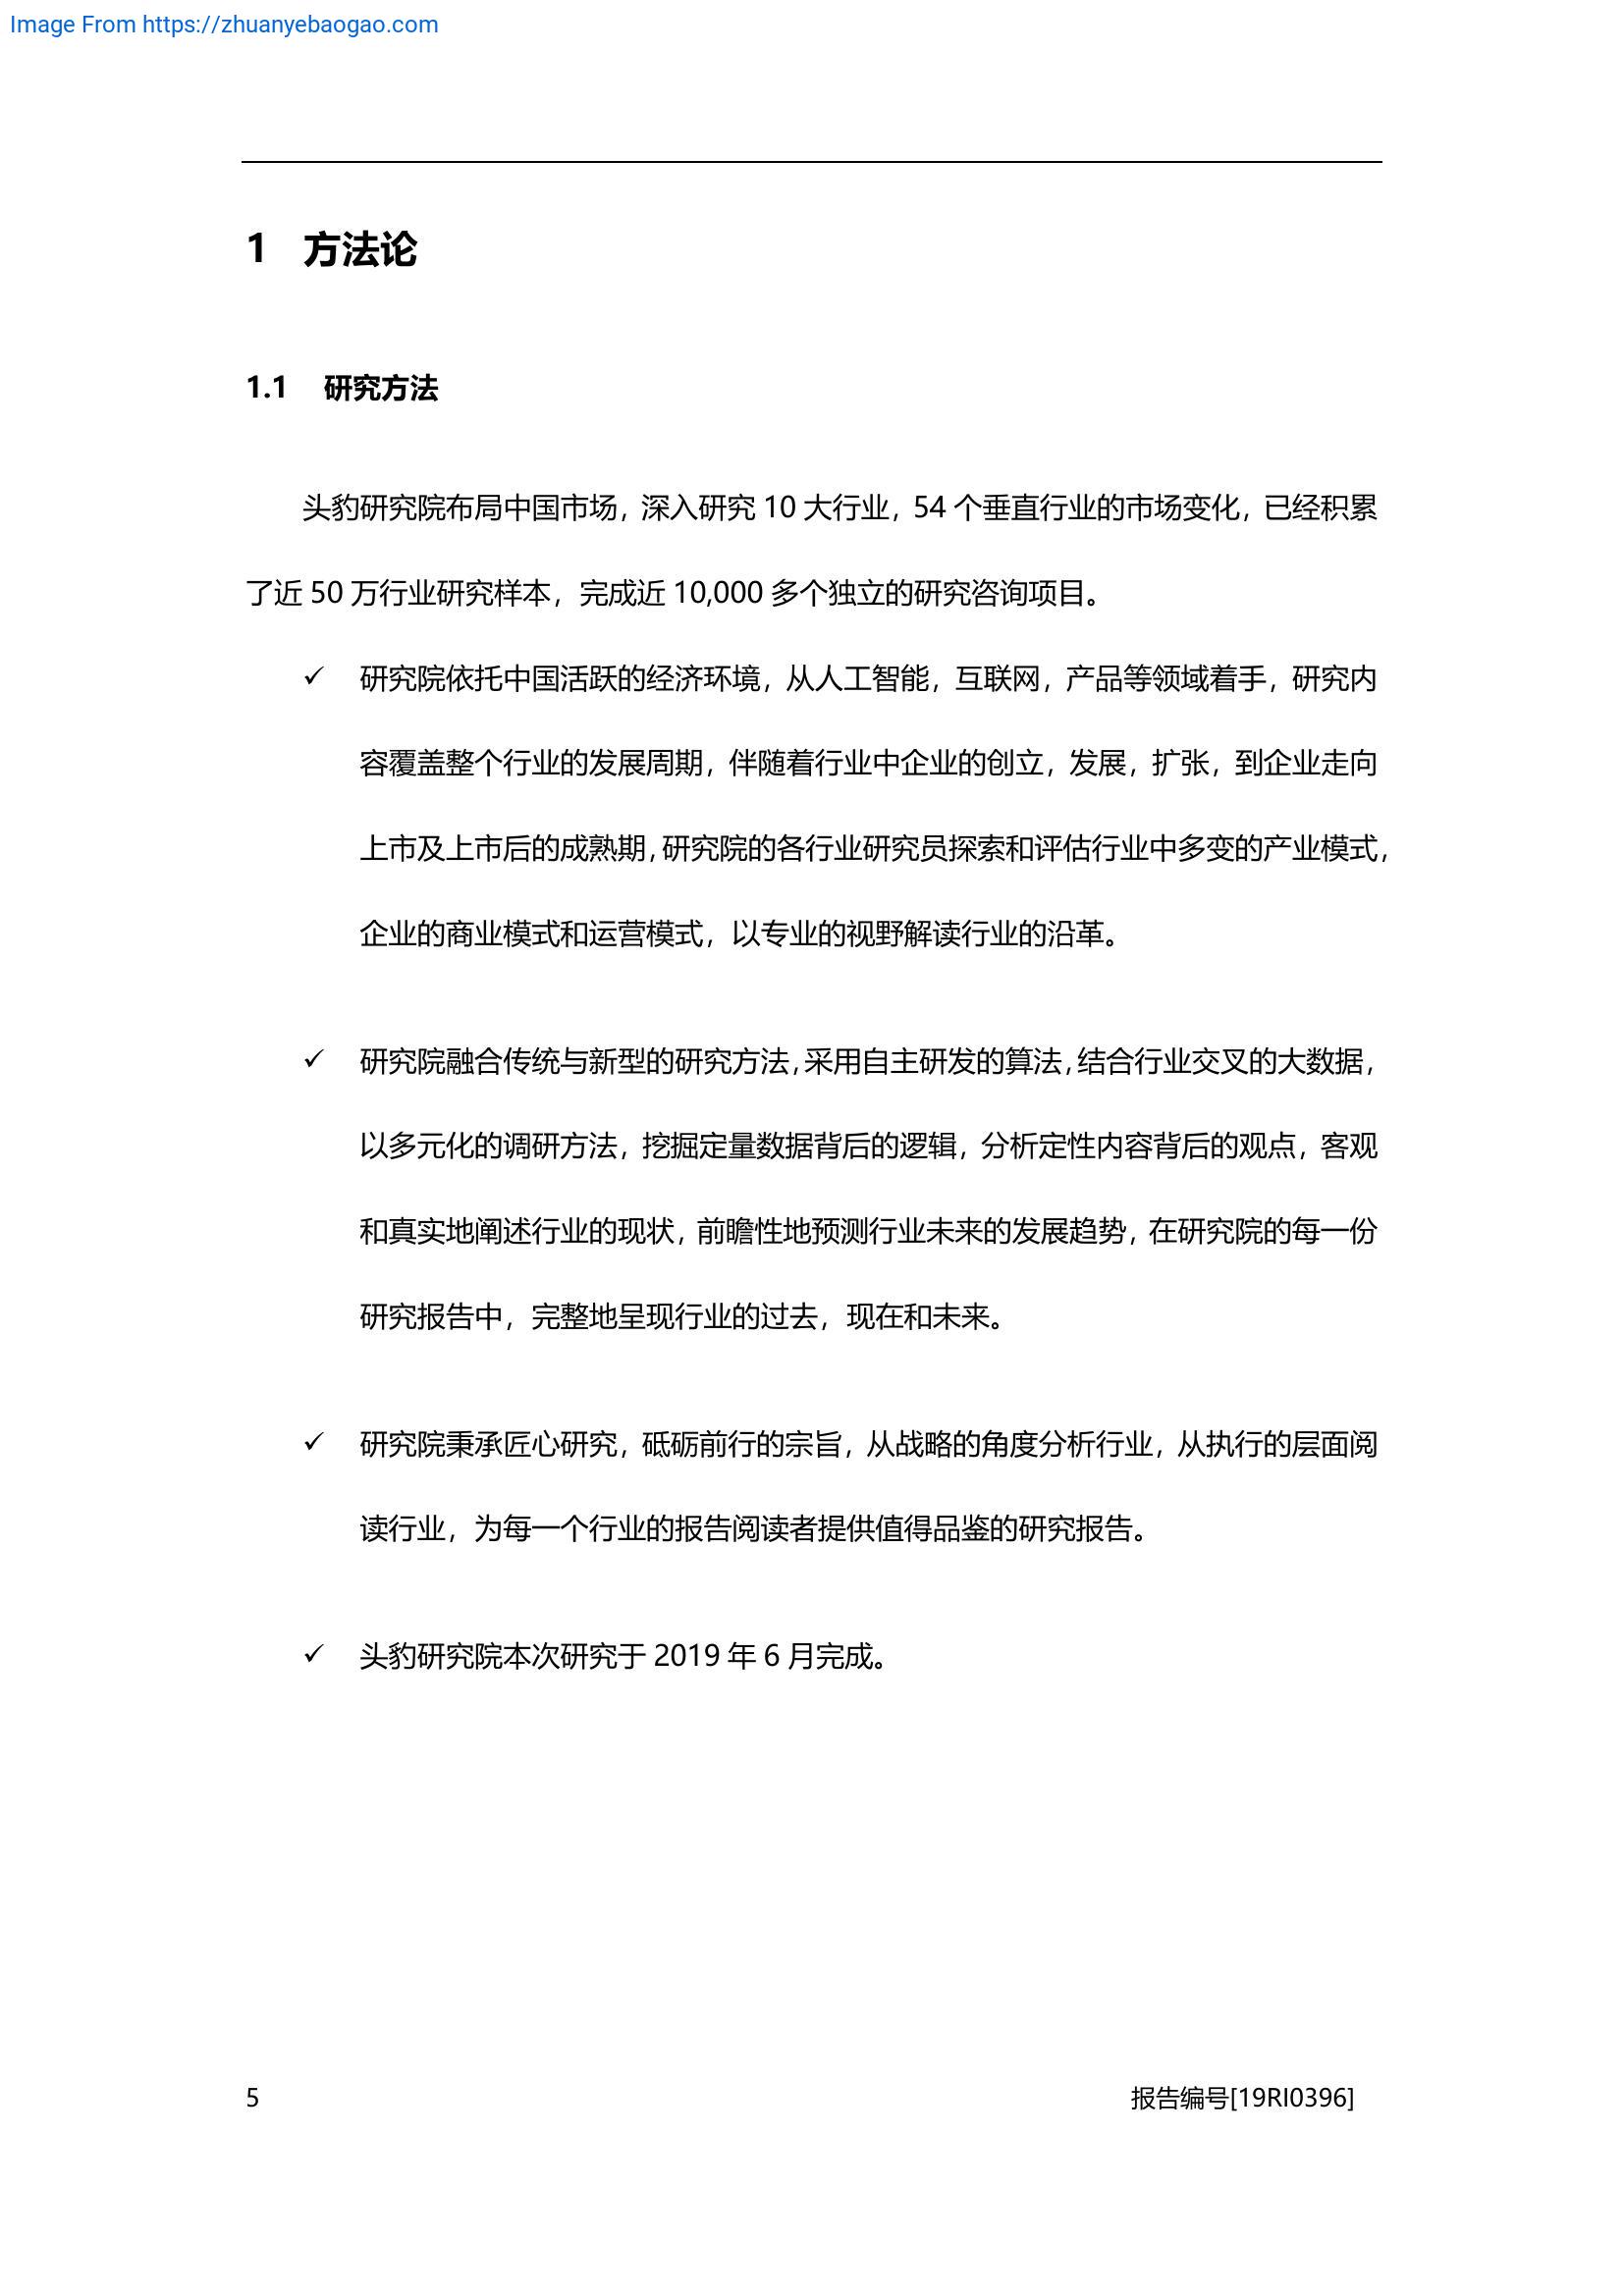 Image From https://zhuanyebaogao.com
1 方法论
1.1 研究方法
头豹研究院布局中国市场，深入研究 10 大行业，54 个垂直行业的市场变化，已经积累
了近 50 万行业研究样本，完成近 10,000 多个独立的研究咨询项目。
✓ 研究院依托中国活跃的经济环境，从人工智能，互联网，产品等领域着手，研究内
容覆盖整个行业的发展周期，伴随着行业中企业的创立，发展，扩张，到企业走向
上市及上市后的成熟期，研究院的各行业研究员探索和评估行业中多变的产业模式，
企业的商业模式和运营模式，以专业的视野解读行业的沿革。
✓ 研究院融合传统与新型的研究方法，采用自主研发的算法，结合行业交叉的大数据，
以多元化的调研方法，挖掘定量数据背后的逻辑，分析定性内容背后的观点，客观
和真实地阐述行业的现状，前瞻性地预测行业未来的发展趋势，在研究院的每一份
研究报告中，完整地呈现行业的过去，现在和未来。
✓ 研究院秉承匠心研究，砥砺前行的宗旨，从战略的角度分析行业，从执行的层面阅
读行业，为每一个行业的报告阅读者提供值得品鉴的研究报告。
✓ 头豹研究院本次研究于 2019 年 6 月完成。
5 报告编号[19RI0396]